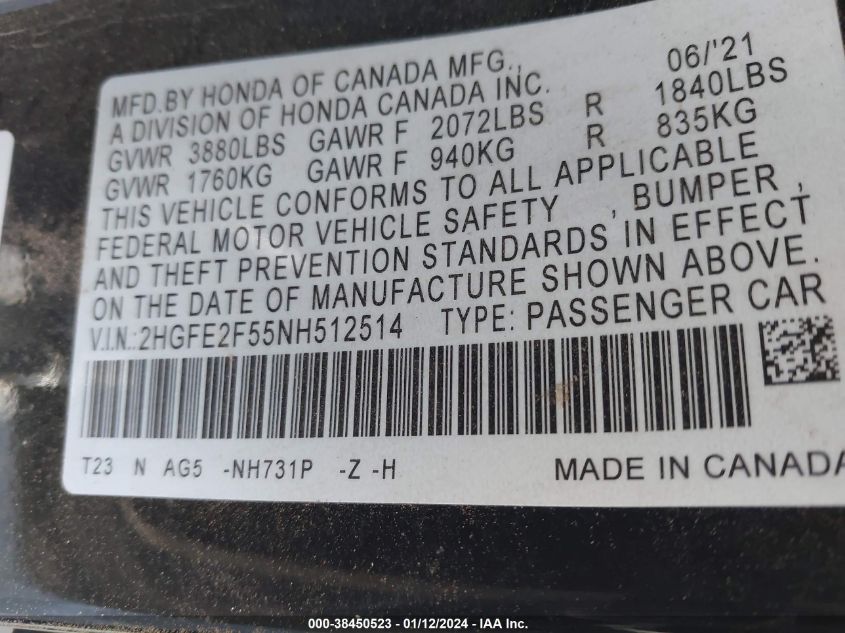 MFD. BY HONDA OF CANADA MFG., 06/'21
A DIVISION OF HONDA CANADA INC.
GVWR 3880LBS GAWR F 2072LBS R 1840LBS
GVWR 1760KG GAWR F 940KG R 835KG
THIS VEHICLE CONFORMS TO ALL APPLICABLE
FEDERAL MOTOR VEHICLE SAFETY , BUMPER ,
AND THEFT PREVENTION STANDARDS IN EFFECT
ON THE DATE OF MANUFACTURE SHOWN ABOVE.
V.I.N.:2HGFE2F55NH512514 TYPE: PASSENGER CAR
T23 N AG5 -NH731P -Z -H MADE IN CANADA
000-38450523 - 01/12/2024 - IAA Inc.